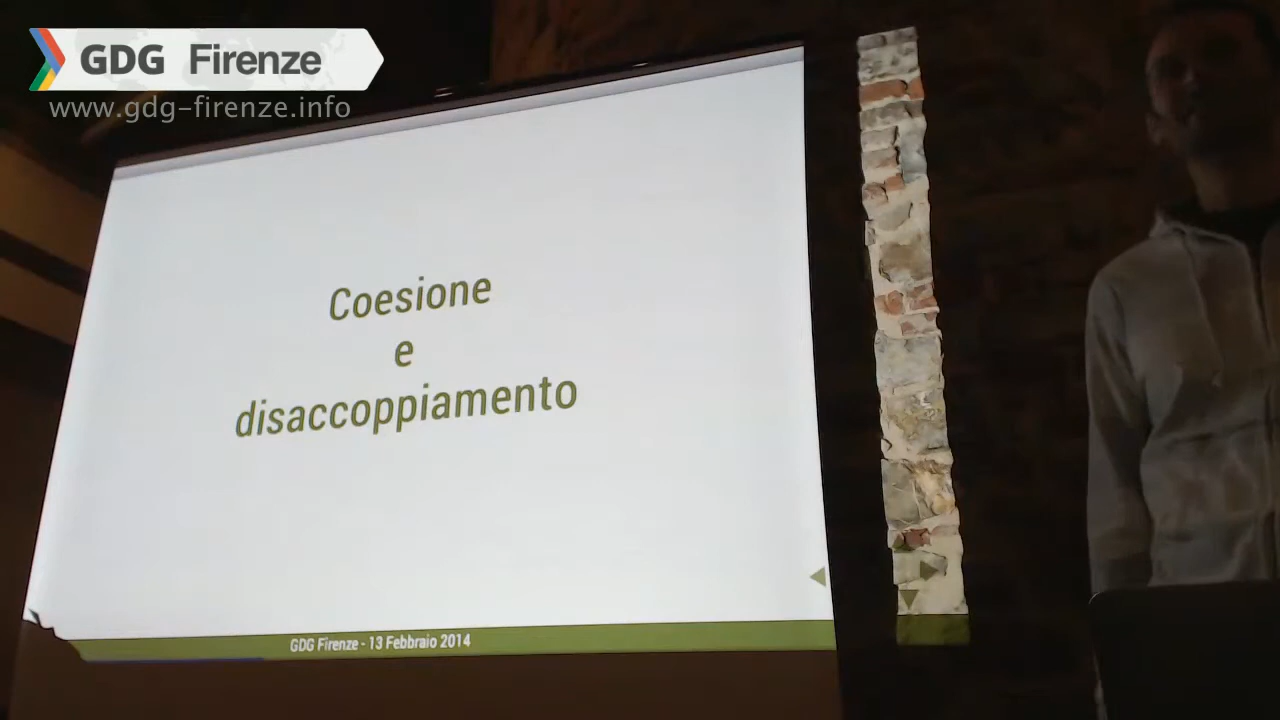 GDG Firenze
www.gdg-firenze.info
Coesione
e
disaccoppiamento
GDG Firenze - 13 Febbraio 2014